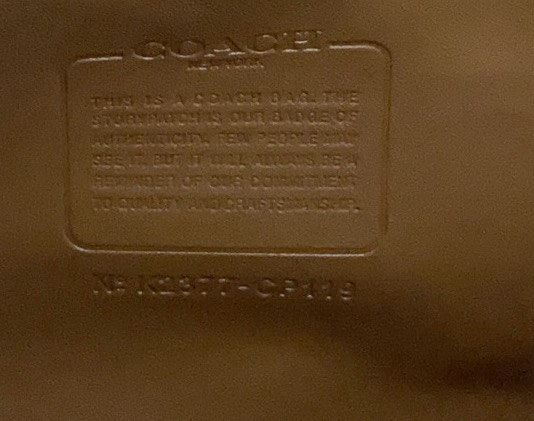 COACH
NEW YORK
THIS IS A COACH BAG. THE
STORYPATCH IS OUR BADGE OF
AUTHENTICITY. FEW PEOPLE MAY
SEE IT. BUT IT WILL ALWAYS BE A
REMINDER OF OUR COMMITMENT
TO QUALITY AND CRAFTSMANSHIP.